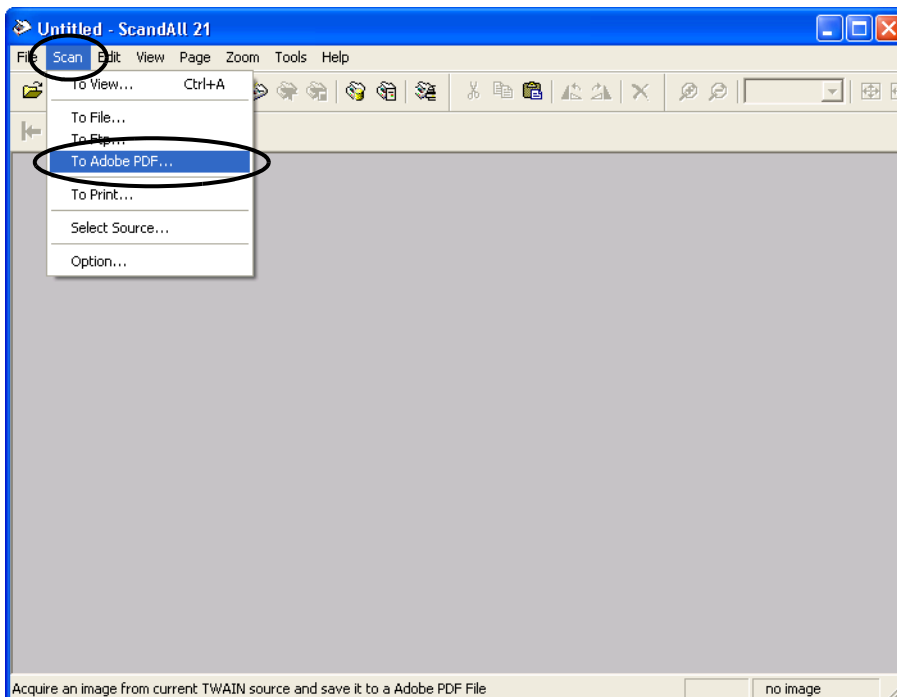 Untitled - ScandAll 21
File Scan Edit View Page Zoom Tools Help
To View... Ctrl+A
To File...
To Ftp...
To Adobe PDF...
To Print...
Select Source...
Option...
Acquire an image from current TWAIN source and save it to a Adobe PDF File
no image